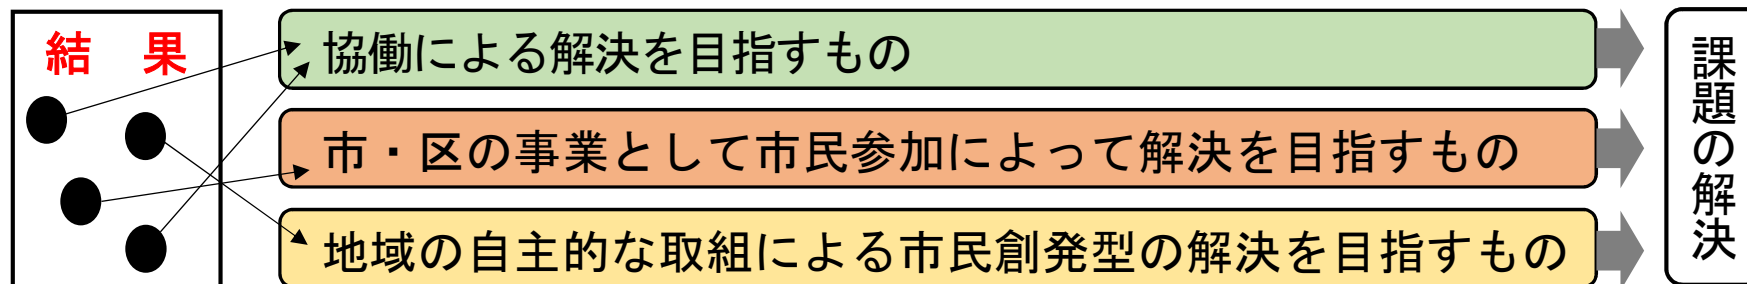 結 果
協働による解決を目指すもの
市・区の事業として市民参加によって解決を目指すもの
地域の自主的な取組による市民創発型の解決を目指すもの
課題の解決